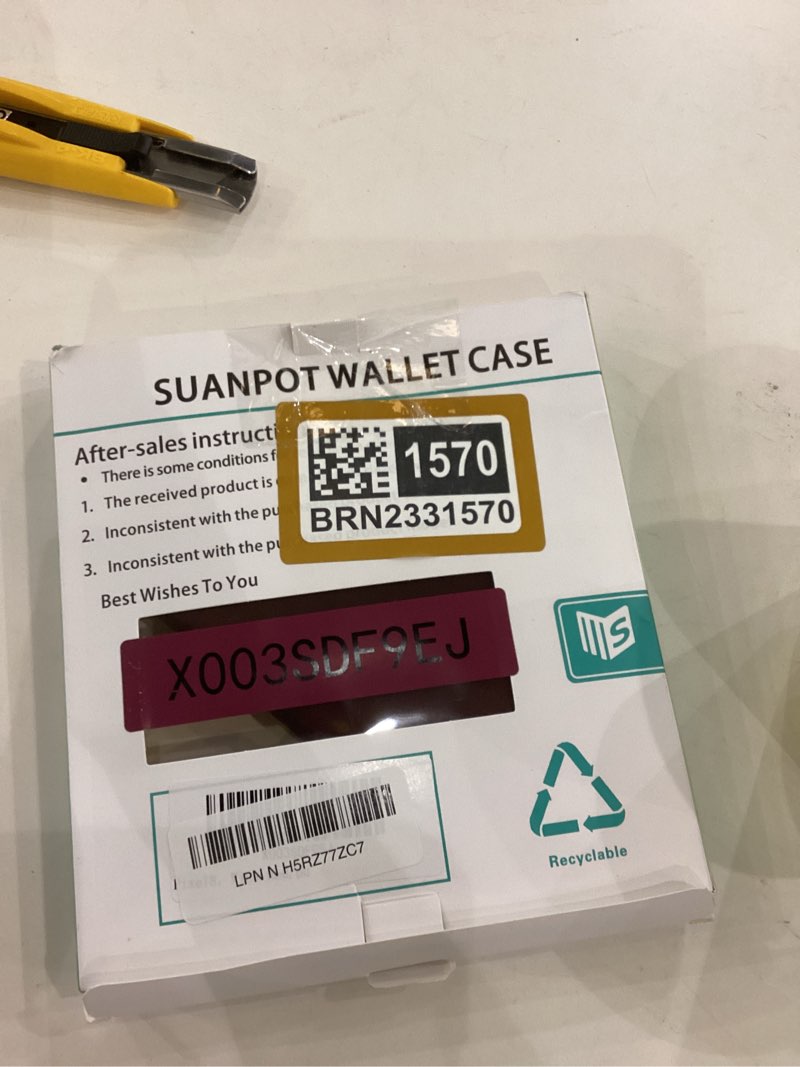 SUANPOT WALLET CASE
After-sales instructi
• There is some conditions f
1. The received product is
2. Inconsistent with the pu
3. Inconsistent with the pu
Best Wishes To You
1570
BRN2331570
X003SDF9EJ
MS
LPN N H5RZ77ZC7
Recyclable